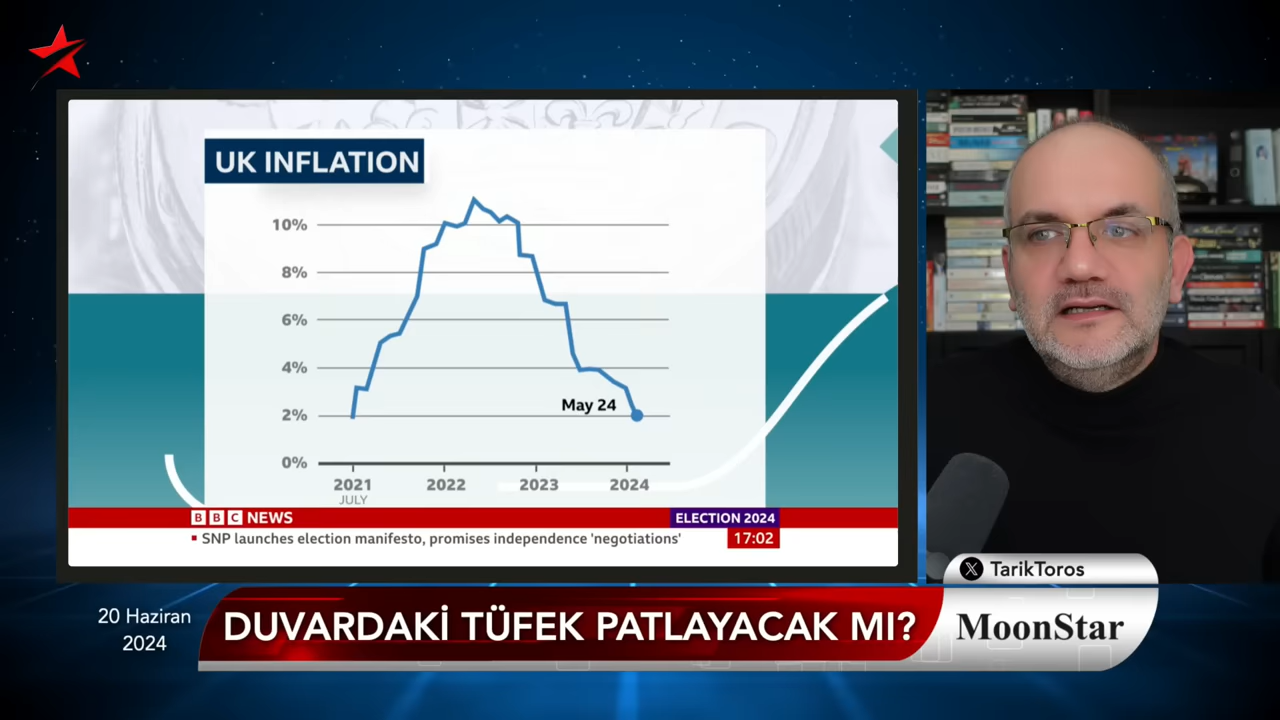 UK INFLATION
10%
8%
6%
4%
2%
0%
May 24
2021 2022 2023 2024
JULY
BBC NEWS
ELECTION 2024
SNP launches election manifesto, promises independence 'negotiations'
17:02
X TarikToros
20 Haziran
2024
DUVARDAKİ TÜFEK PATLAYACAK MI?
MoonStar